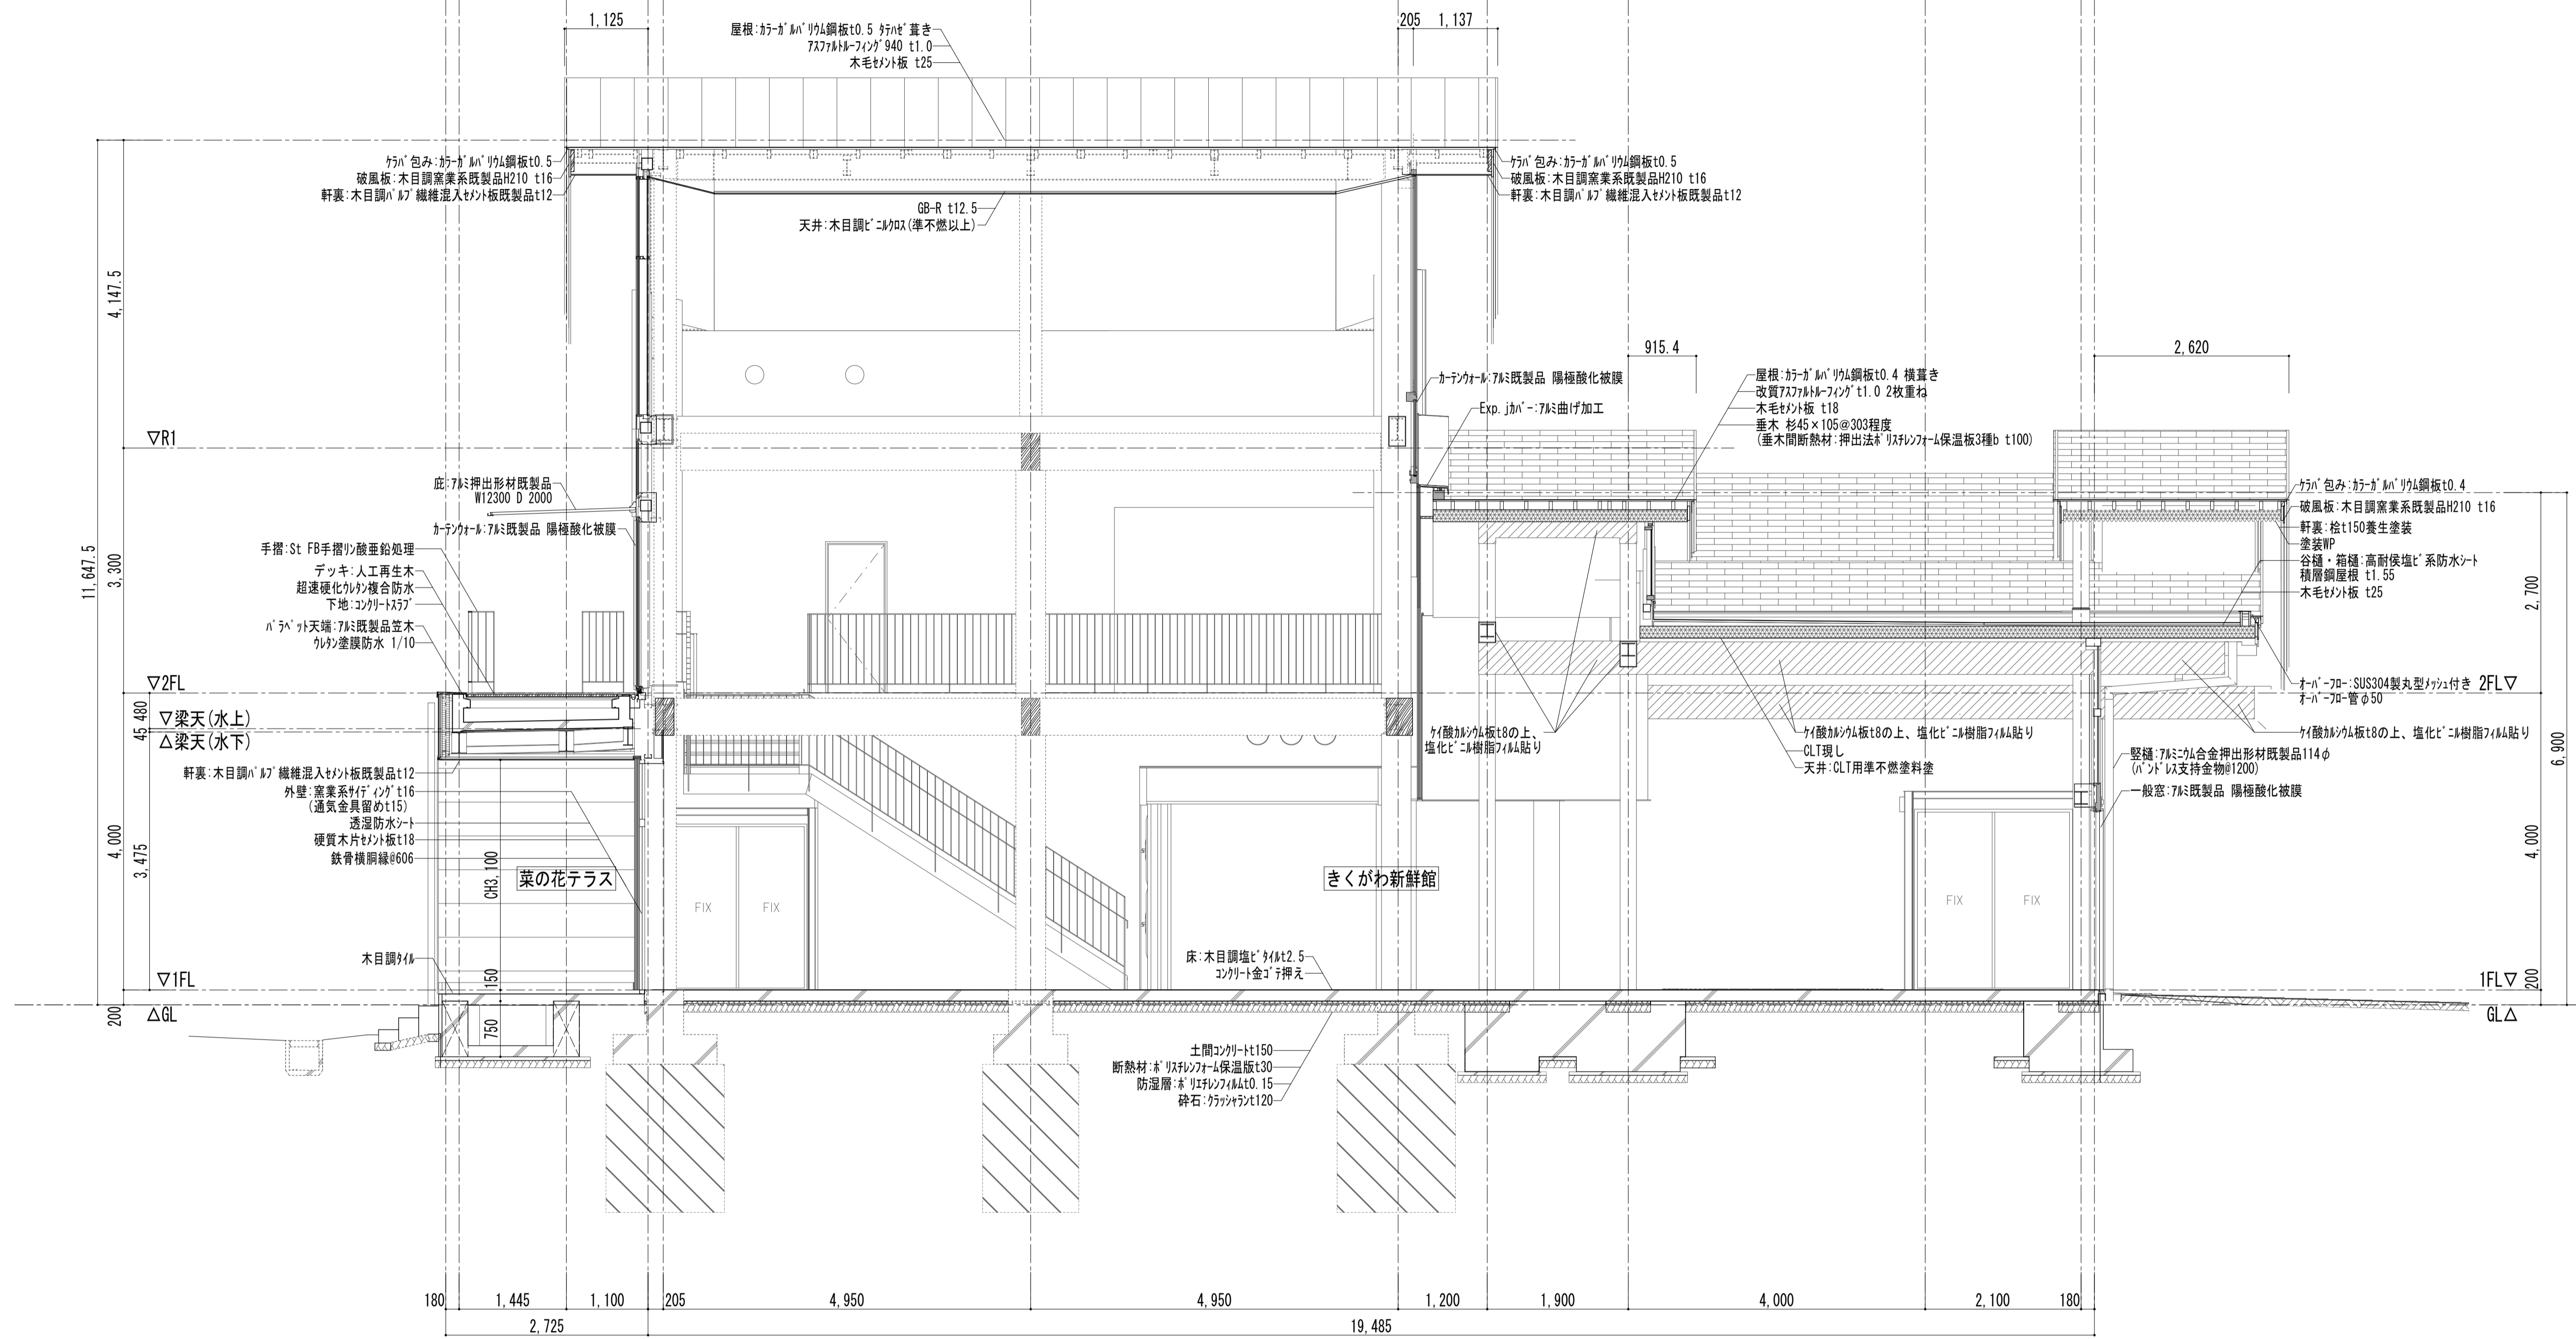 1,125
205
1,137
屋根:ｶﾗｰｶﾞﾙﾊﾞﾘｳﾑ鋼板t0.5 ﾀﾃﾊｾﾞ葺き
ｱｽﾌｧﾙﾄﾙｰﾌｨﾝｸﾞ940 t1.0
木毛ｾﾒﾝﾄ板 t25
ｹﾗﾊﾞ包み:ｶﾗｰｶﾞﾙﾊﾞﾘｳﾑ鋼板t0.5
破風板:木目調窯業系既製品H210 t16
軒裏:木目調ﾊﾟﾙﾌﾟ繊維混入ｾﾒﾝﾄ板既製品t12
ｹﾗﾊﾞ包み:ｶﾗｰｶﾞﾙﾊﾞﾘｳﾑ鋼板t0.5
破風板:木目調窯業系既製品H210 t16
軒裏:木目調ﾊﾟﾙﾌﾟ繊維混入ｾﾒﾝﾄ板既製品t12
GB-R t12.5
天井:木目調ﾋﾞﾆﾙｸﾛｽ(準不燃以上)
4,147.5
11,647.5
3,300
▽R1
915.4
2,620
ｶｰﾃﾝｳｫｰﾙ:ｱﾙﾐ既製品 陽極酸化被膜
Exp.jｶﾊﾞｰ:ｱﾙﾐ曲げ加工
屋根:ｶﾗｰｶﾞﾙﾊﾞﾘｳﾑ鋼板t0.4 横葺き
改質ｱｽﾌｧﾙﾄﾙｰﾌｨﾝｸﾞt1.0 2枚重ね
木毛ｾﾒﾝﾄ板 t18
垂木 杉45×105@303程度
(垂木間断熱材:押出法ﾎﾟﾘｽﾁﾚﾝﾌｫｰﾑ保温板3種b t100)
庇:ｱﾙﾐ押出形材既製品
W12300 D 2000
ｶｰﾃﾝｳｫｰﾙ:ｱﾙﾐ既製品 陽極酸化被膜
手摺:St FB手摺ﾘﾝ酸亜鉛処理
デッキ:人工再生木
超速硬化ｳﾚﾀﾝ複合防水
下地:ｺﾝｸﾘｰﾄｽﾗﾌﾞ
ﾊﾟﾗﾍﾟｯﾄ天端:ｱﾙﾐ既製品笠木
ｳﾚﾀﾝ塗膜防水 1/10
ｹﾗﾊﾞ包み:ｶﾗｰｶﾞﾙﾊﾞﾘｳﾑ鋼板t0.4
破風板:木目調窯業系既製品H210 t16
軒裏:桧t150養生塗装
塗装WP
谷樋・箱樋:高耐侯塩ﾋﾞ系防水ｼｰﾄ
積層鋼屋根 t1.55
木毛ｾﾒﾝﾄ板 t25
2,700
▽2FL
480
▽梁天(水上)
45
△梁天(水下)
ｵｰﾊﾞｰﾌﾛｰ:SUS304製丸型ﾒｯｼｭ付き
ｵｰﾊﾞｰﾌﾛｰ管φ50
2FL▽
ｹｲ酸ｶﾙｼｳﾑ板t8の上、
塩化ﾋﾞﾆﾙ樹脂ﾌｨﾙﾑ貼り
ｹｲ酸ｶﾙｼｳﾑ板t8の上、塩化ﾋﾞﾆﾙ樹脂ﾌｨﾙﾑ貼り
CLT現し
天井:CLT用準不燃塗料塗
ｹｲ酸ｶﾙｼｳﾑ板t8の上、塩化ﾋﾞﾆﾙ樹脂ﾌｨﾙﾑ貼り
6,900
竪樋:ｱﾙﾐﾆｳﾑ合金押出形材既製品114φ
(ﾊﾞﾝﾄﾞﾚｽ支持金物@1200)
一般窓:ｱﾙﾐ既製品 陽極酸化被膜
軒裏:木目調ﾊﾟﾙﾌﾟ繊維混入ｾﾒﾝﾄ板既製品t12
外壁:窯業系ｻｲﾃﾞｨﾝｸﾞt16
(通気金具留めt15)
透湿防水ｼｰﾄ
硬質木片ｾﾒﾝﾄ板t18
鉄骨横胴縁@606
4,000
3,475
CH3,100
菜の花テラス
きくがわ新鮮館
4,000
FIX
FIX
FIX
FIX
木目調ﾀｲﾙ
床:木目調塩ﾋﾞﾀｲﾙt2.5
ｺﾝｸﾘｰﾄ金ｺﾞﾃ押え
▽1FL
150
1FL▽
200
200
△GL
750
GL△
土間ｺﾝｸﾘｰﾄt150
断熱材:ﾎﾟﾘｽﾁﾚﾝﾌｫｰﾑ保温版t30
防湿層:ﾎﾟﾘｴﾁﾚﾝﾌｨﾙﾑt0.15
砕石:ｸﾗｯｼｬﾗﾝt120
180
1,445
1,100
205
4,950
4,950
1,200
1,900
4,000
2,100
180
2,725
19,485